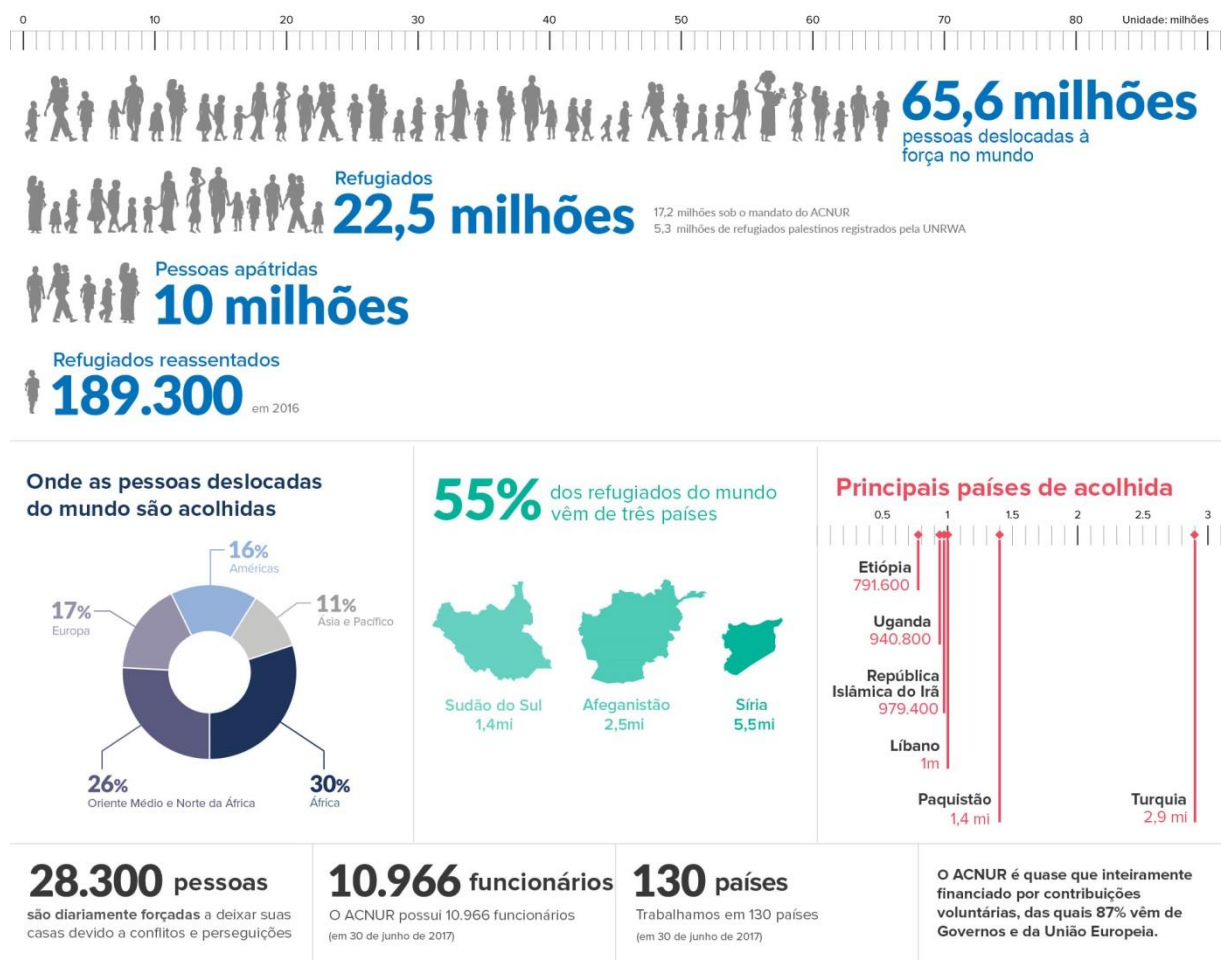 0 10 20 30 40 50 60 70 80 Unidade: milhões
65,6 milhões
pessoas deslocadas à
força no mundo
Refugiados
22,5 milhões
17,2 milhões sob o mandato do ACNUR
5,3 milhões de refugiados palestinos registrados pela UNRWA
Pessoas apátridas
10 milhões
Refugiados reassentados
189.300 em 2016
Onde as pessoas deslocadas
do mundo são acolhidas
16%
Américas
11%
Ásia e Pacífico
17%
Europa
26%
Oriente Médio e Norte da África
30%
África
55% dos refugiados do mundo
vêm de três países
Sudão do Sul
1,4mi
Afeganistão
2,5mi
Síria
5,5mi
Principais países de acolhida
0.5 1 1.5 2 2.5 3
Etiópia
791.600
Uganda
940.800
República
Islâmica do Irã
979.400
Líbano
1m
Paquistão
1,4 mi
Turquia
2,9 mi
28.300 pessoas
são diariamente forçadas a deixar suas
casas devido a conflitos e perseguições
10.966 funcionários
O ACNUR possui 10.966 funcionários
(em 30 de junho de 2017)
130 países
Trabalhamos em 130 países
(em 30 de junho de 2017)
O ACNUR é quase que inteiramente
financiado por contribuições
voluntárias, das quais 87% vêm de
Governos e da União Europeia.